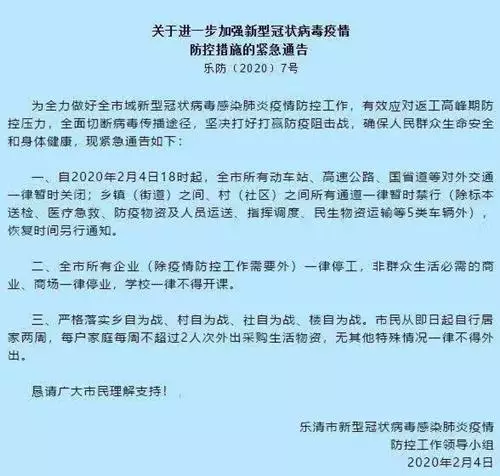 关于进一步加强新型冠状病毒疫情
防控措施的紧急通告
乐防（2020）7号
为全力做好全市域新型冠状病毒感染肺炎疫情防控工作，有效应对返工高峰期防
控压力，全面切断病毒传播途径，坚决打好打赢防疫阻击战，确保人民群众生命安全
和身体健康，现紧急通告如下：
一、自2020年2月4日18时起，全市所有动车站、高速公路、国省道等对外交通
一律暂时关闭；乡镇（街道）之间、村（社区）之间所有通道一律暂时禁行（除标本
送检、医疗急救、防疫物资及人员运送、指挥调度、民生物资运输等5类车辆外），
恢复时间另行通知。
二、全市所有企业（除疫情防控工作需要外）一律停工，非群众生活必需的商
业、商场一律停业，学校一律不得开课。
三、严格落实乡自为战、村自为战、社自为战、楼自为战。市民从即日起自行居
家两周，每户家庭每周不超过2人次外出采购生活物资，无其他特殊情况一律不得外
出。
恳请广大市民理解支持！
乐清市新型冠状病毒感染肺炎疫情
防控工作领导小组
2020年2月4日